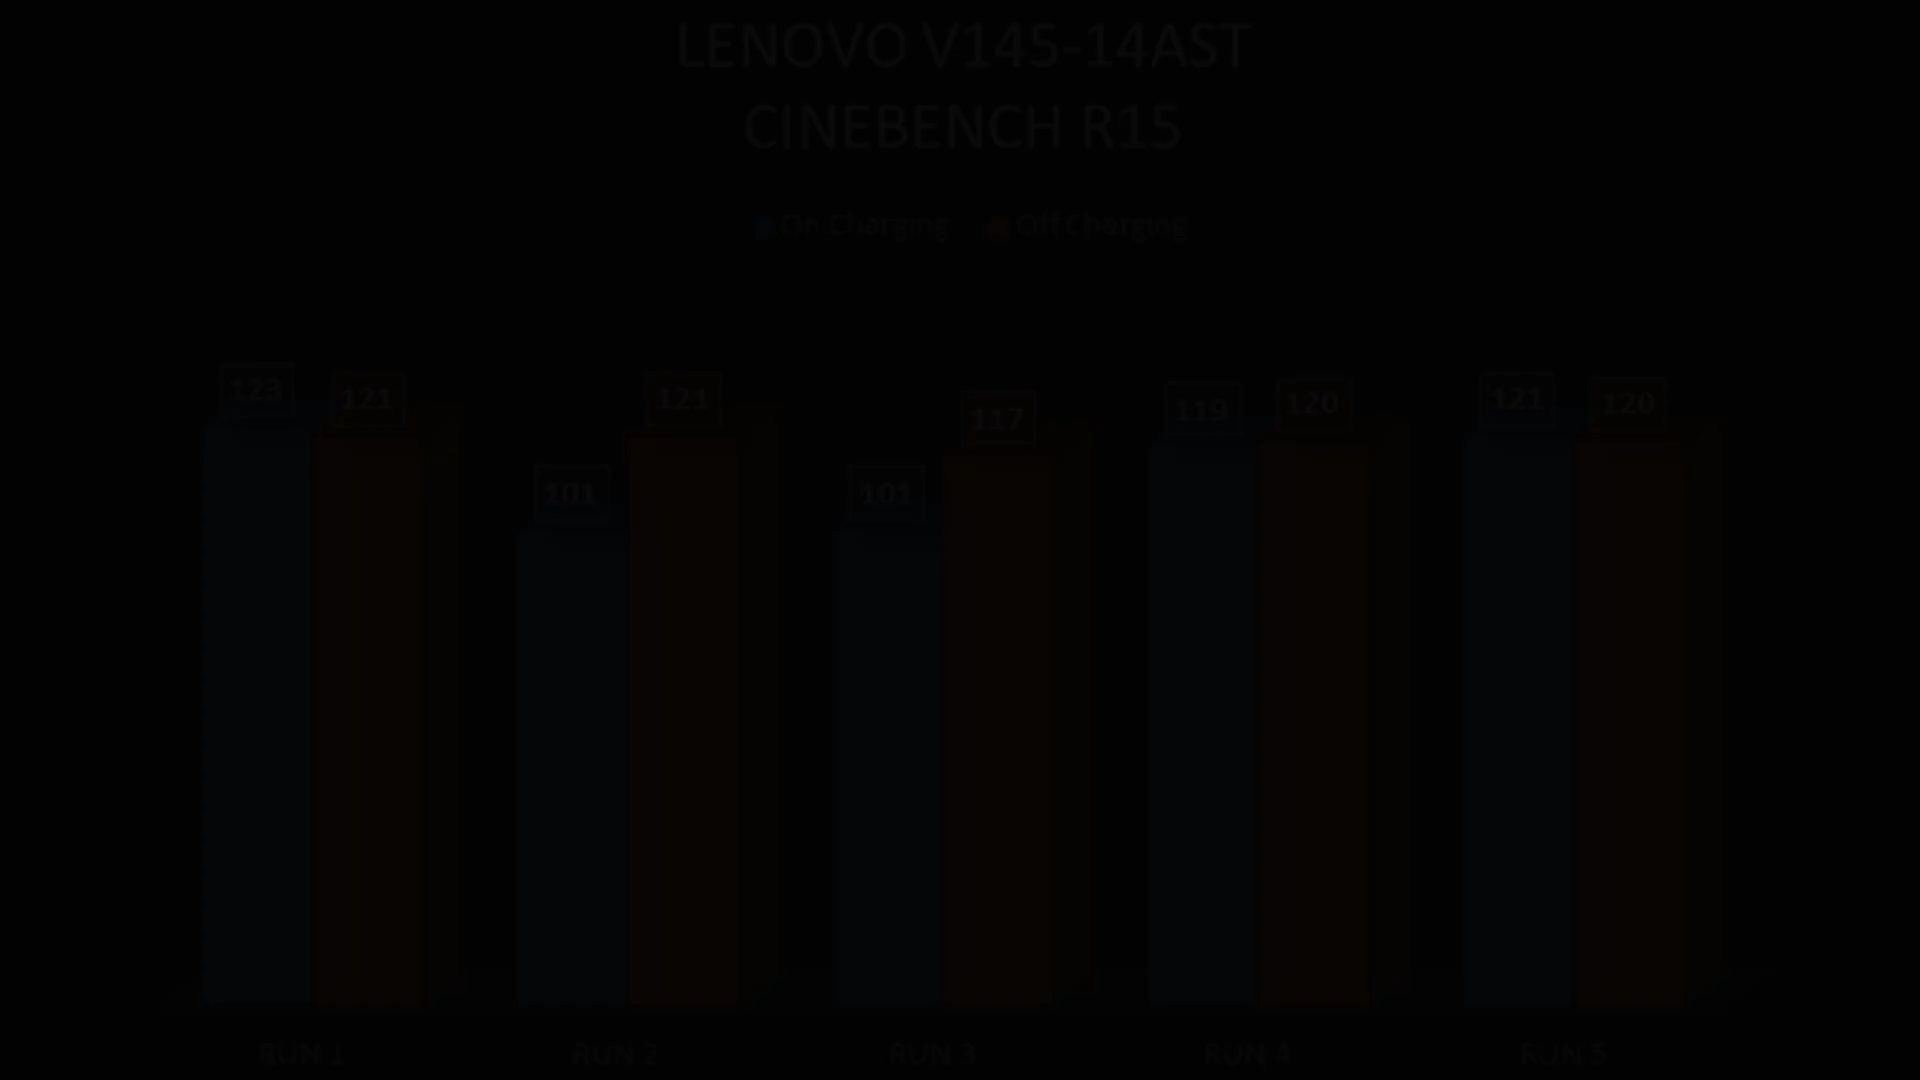 LENOVO V145-14AST
CINEBENCH R15
On Charging Off Charging
123 121 101 121 101 117 119 120 121 120
RUN 1 RUN 2 RUN 3 RUN 4 RUN 5